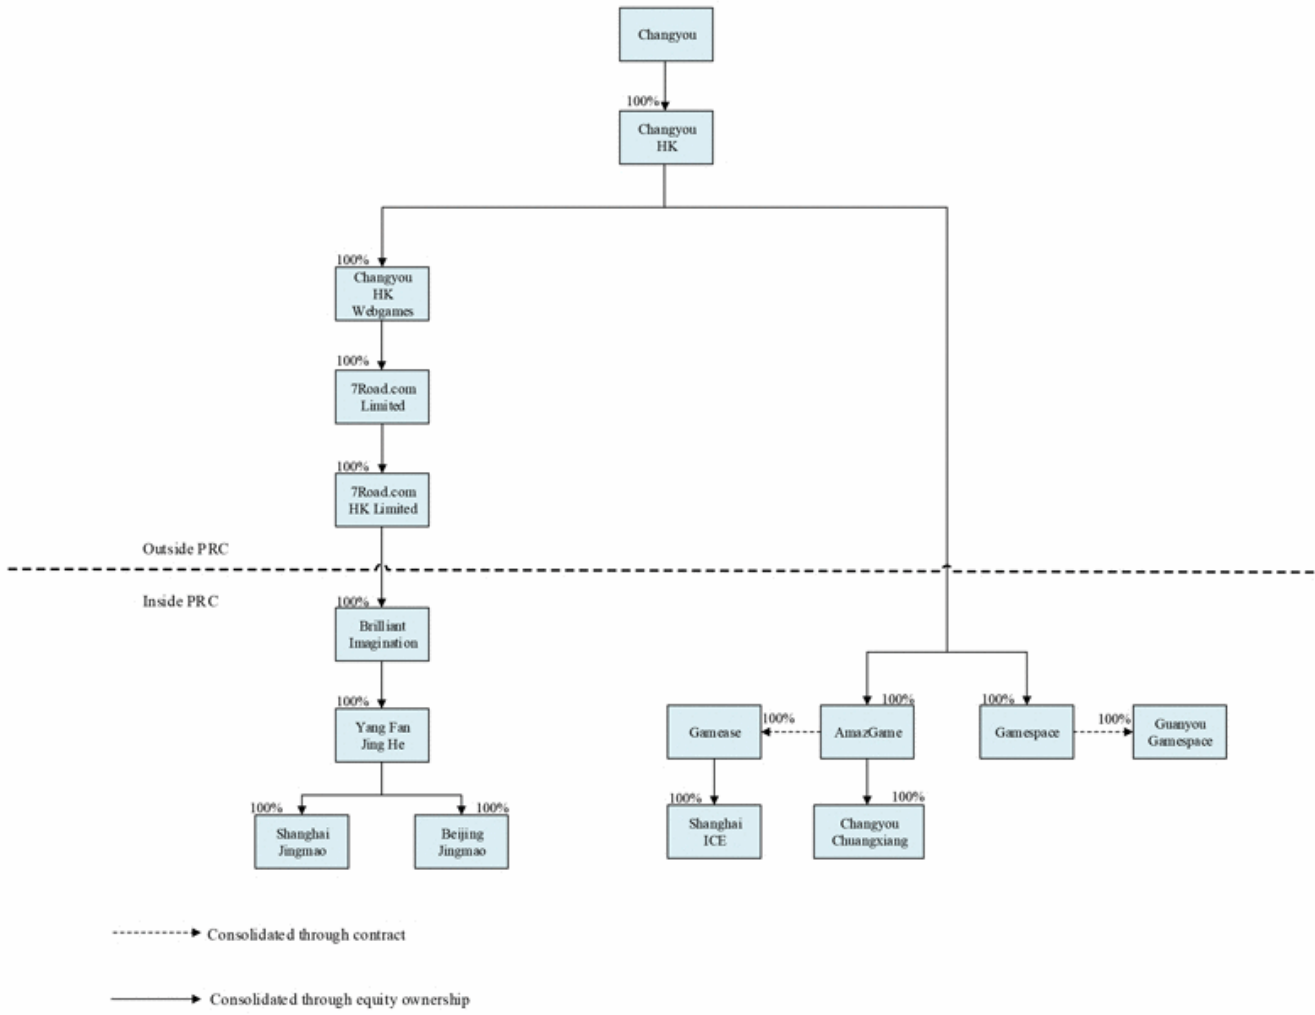 Changyou
100%
Changyou
HK
100%
Changyou
HK
Webgames
100%
7Road.com
Limited
100%
7Road.com
HK Limited
Outside PRC
Inside PRC
100%
Brilliant
Imagination
100%
Yang Fan
Jing He
100%
Shanghai
Jingmao
100%
Beijing
Jingmao
Gamease
100%
100%
AmazGame
100%
Gamespace
100%
Guanyou
Gamespace
100%
Shanghai
ICE
100%
Changyou
Chuangxiang
Consolidated through contract
Consolidated through equity ownership